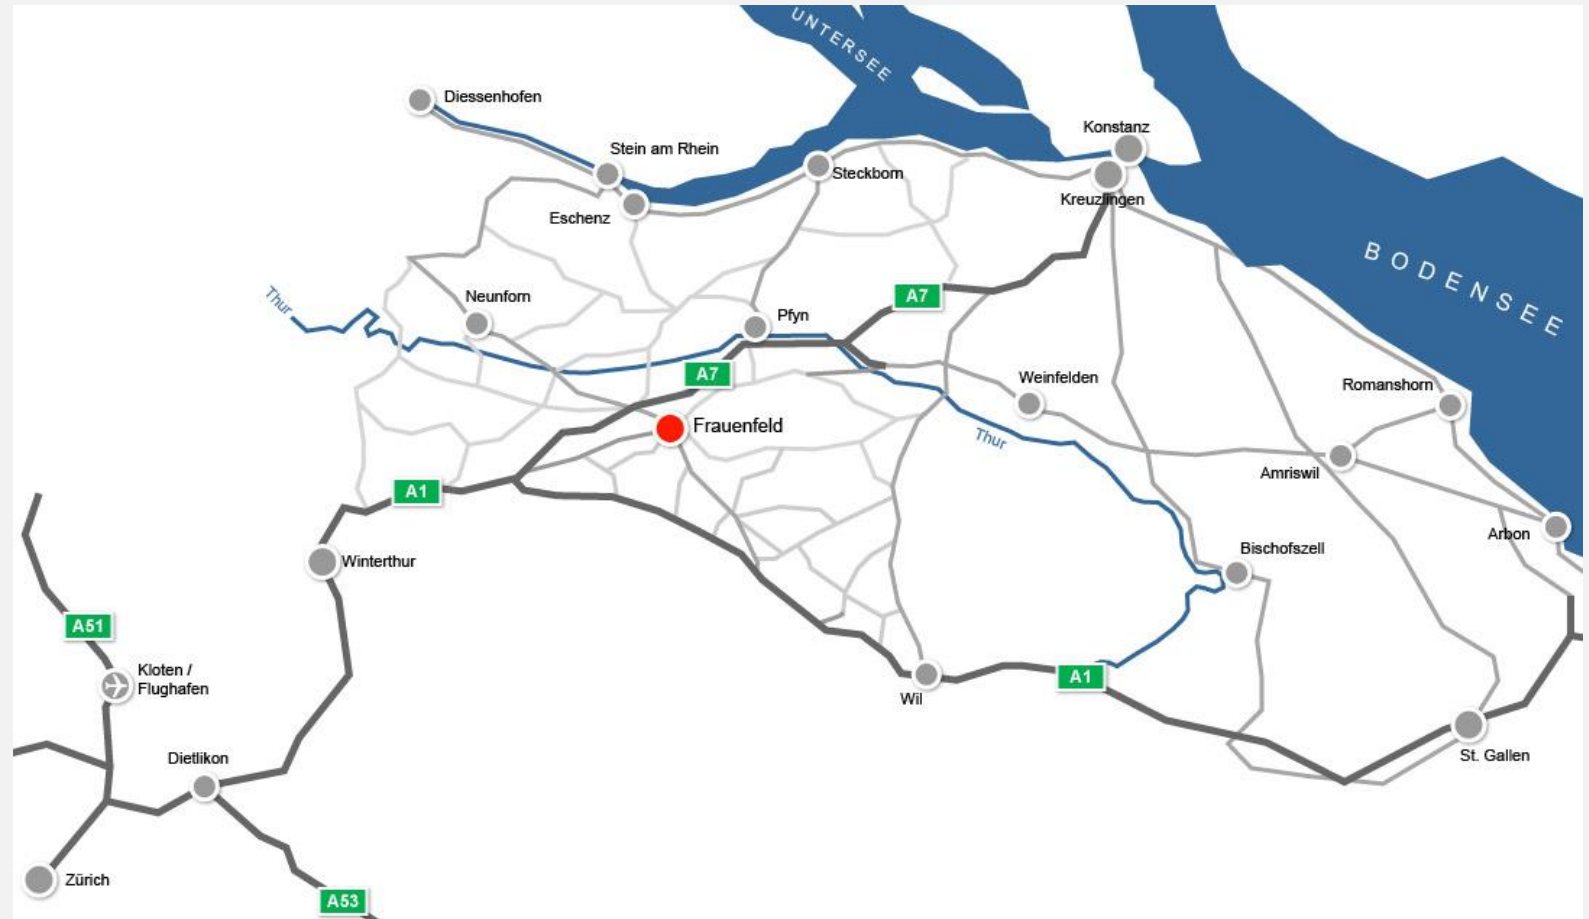 UNTERSEE
Diessenhofen
Konstanz
Stein am Rhein
Steckborn
Kreuzlingen
Eschenz
BODENSEE
Thur
Neunforn
A7
Pfyn
A7
Weinfelden
Romanshorn
Frauenfeld
Thur
Amriswil
A1
Arbon
Bischofszell
Winterthur
A51
Kloten /
Flughafen
A1
Wil
St. Gallen
Dietlikon
Zürich
A53